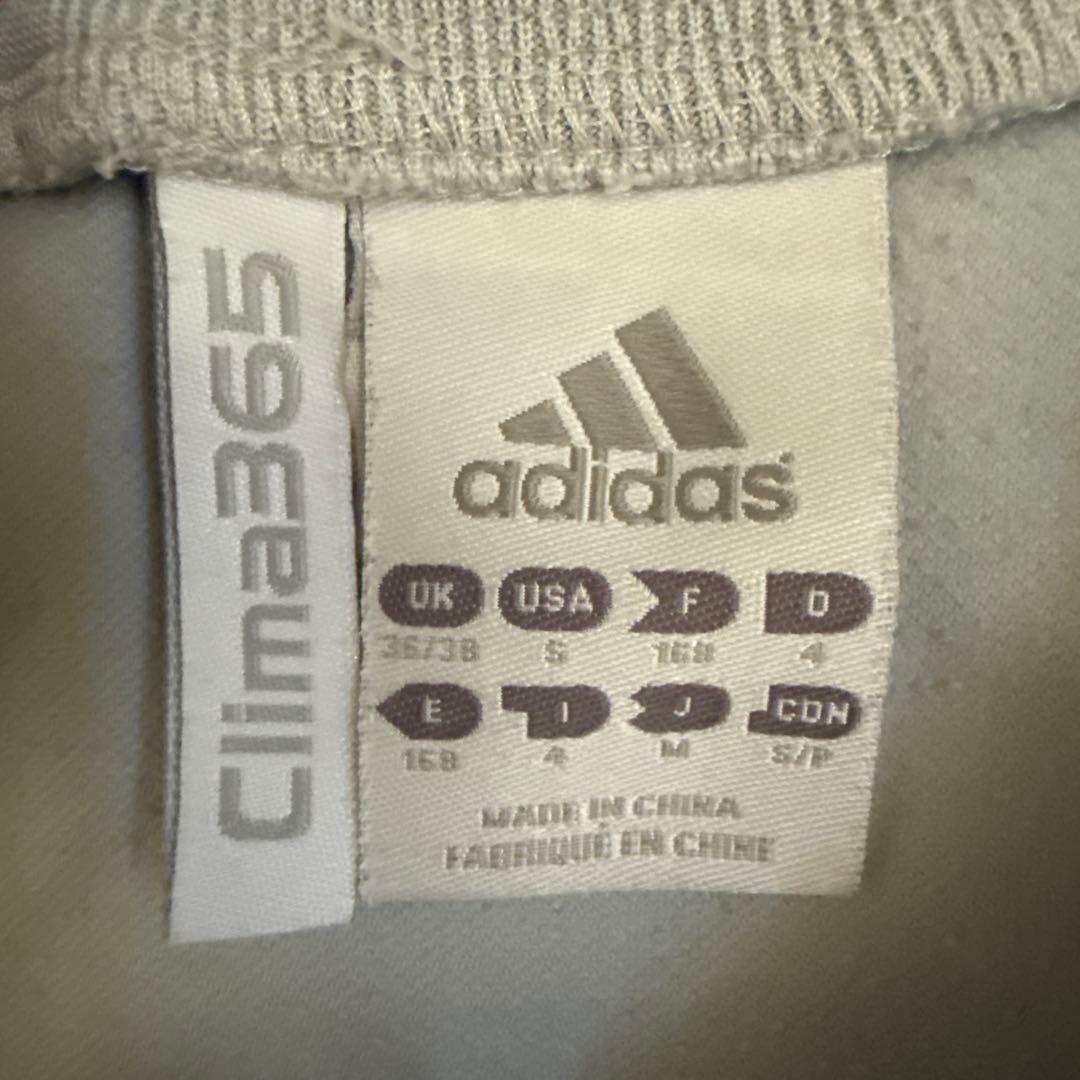 Clima365
adidas
UK USA F D
36/38 S 168 4
E I J CDN
168 4 M S/P
MADE IN CHINA
FABRIQUÉ EN CHINE